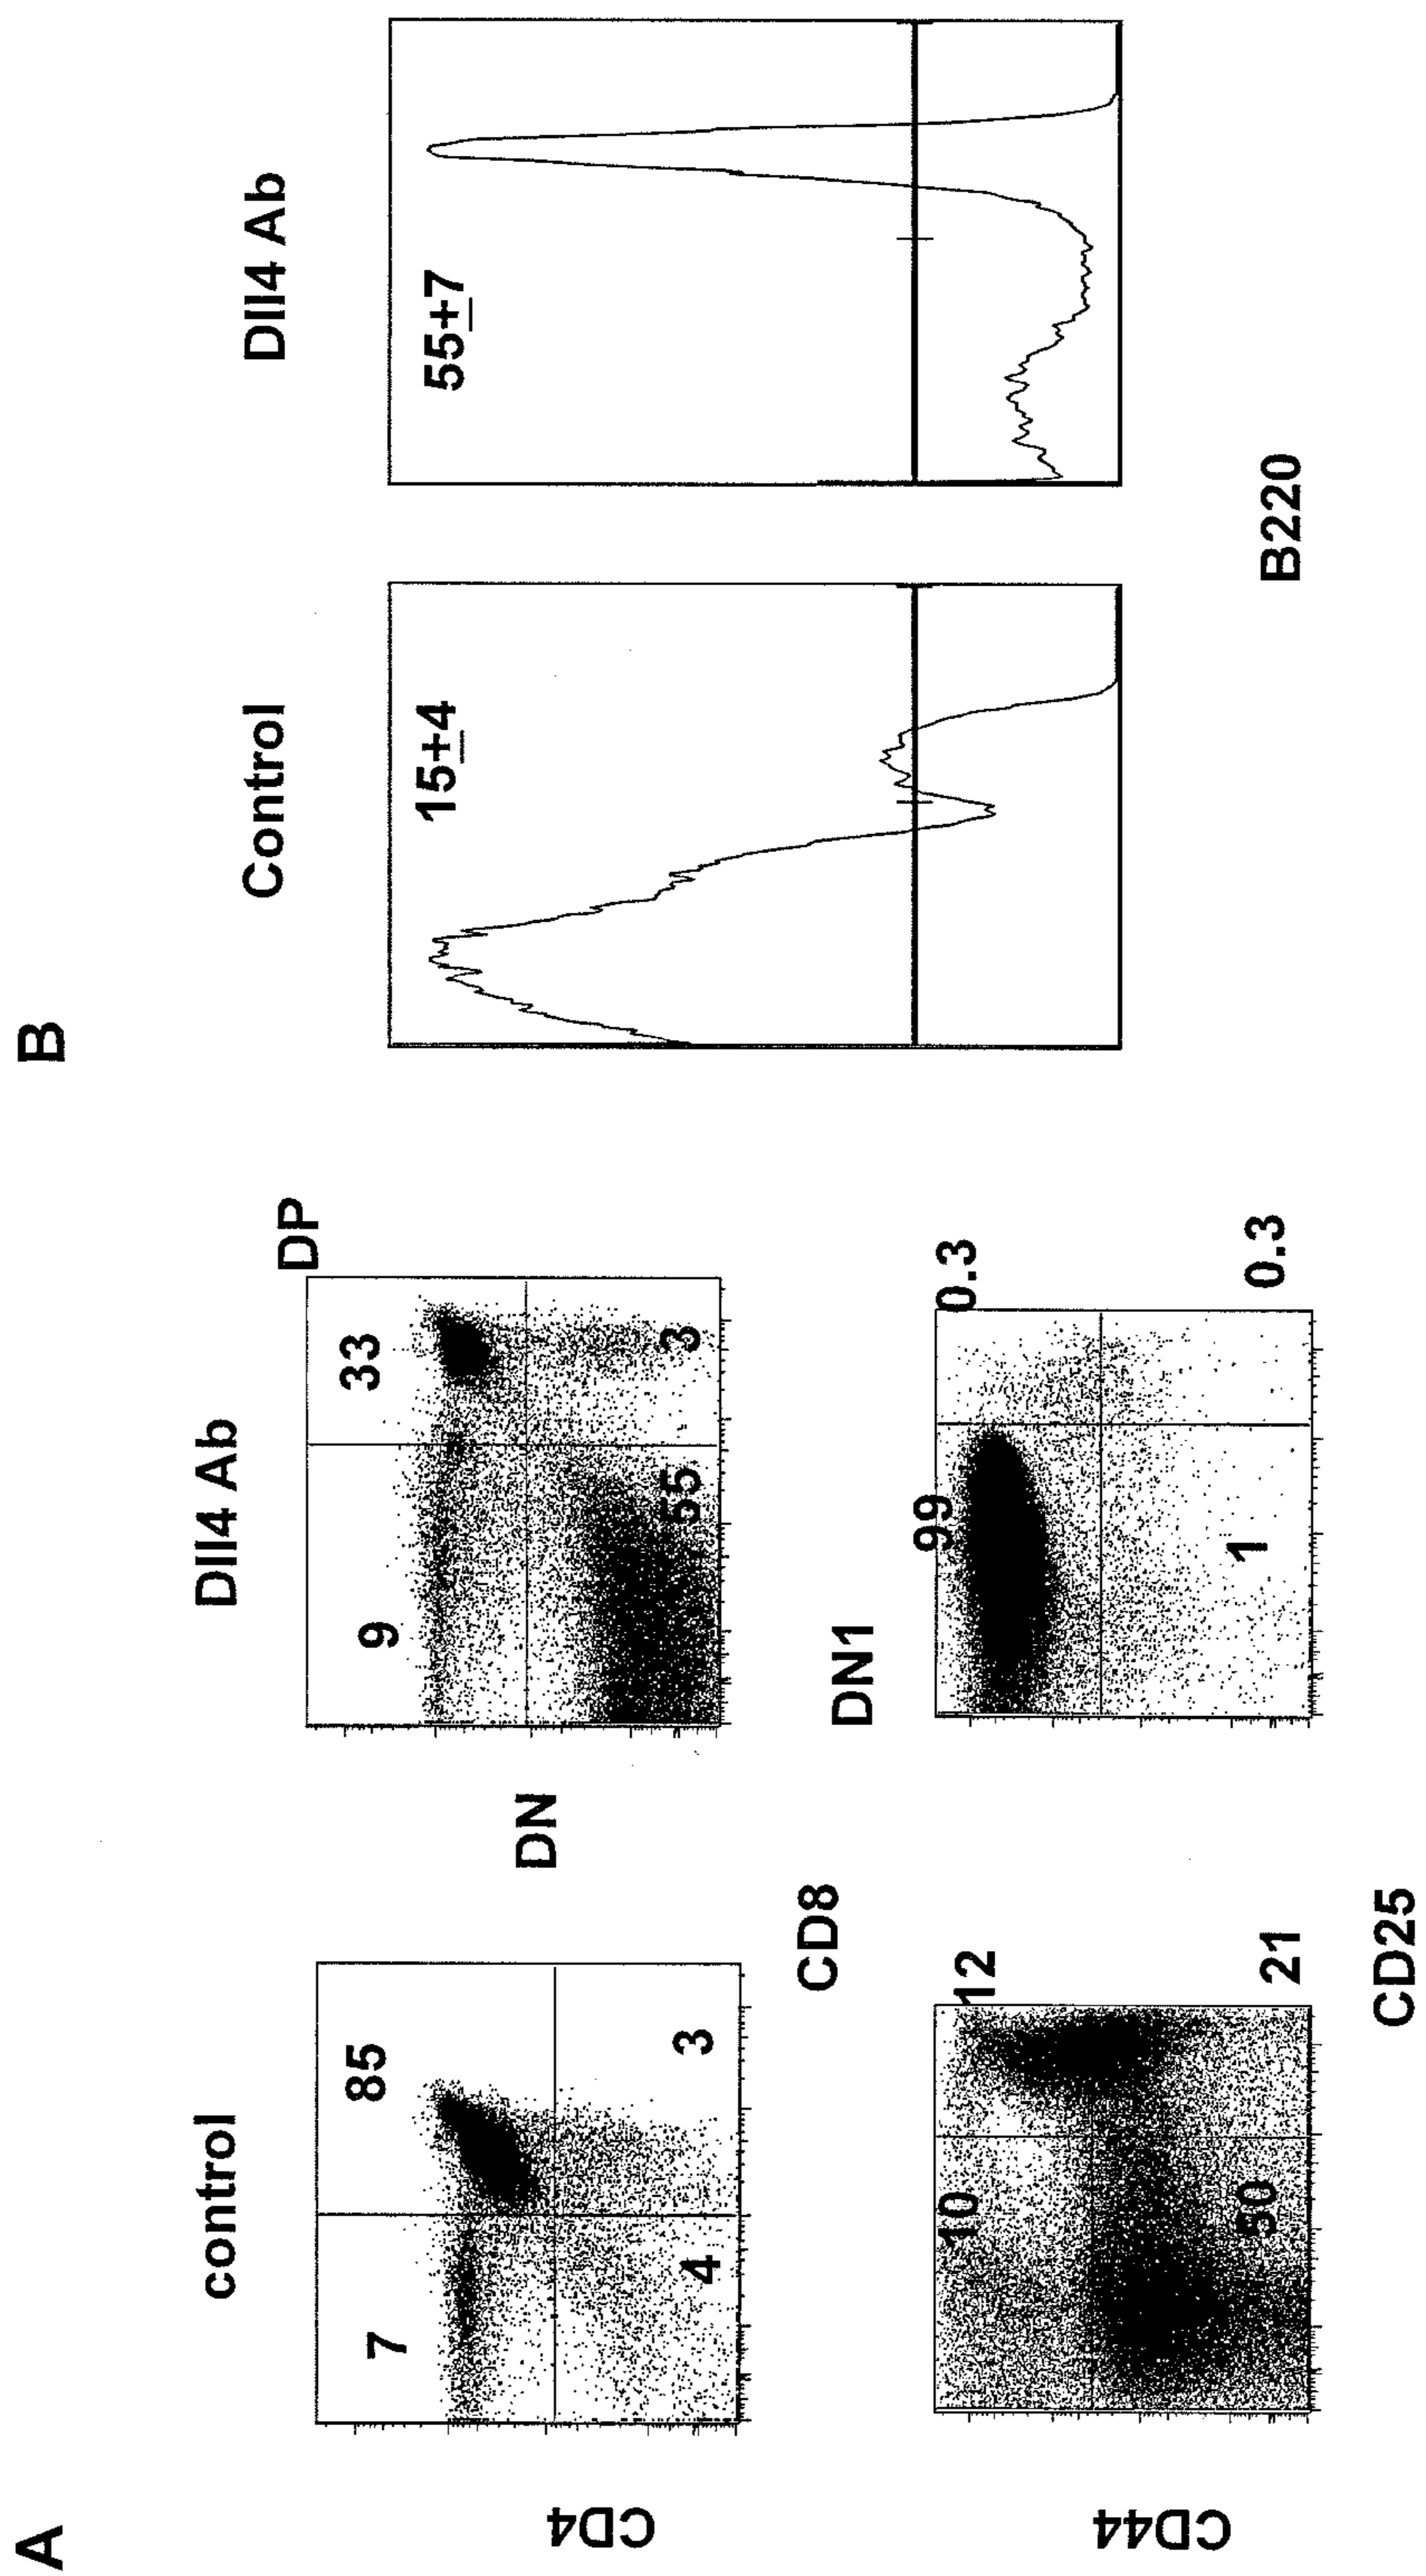 A
control
Dll4 Ab
CD4
7
85
4
3
DN
DP
9
33
55
3
CD8
CD44
10
12
50
21
DN1
99
0.3
1
0.3
CD25
B
Control
Dll4 Ab
15±4
55±7
B220